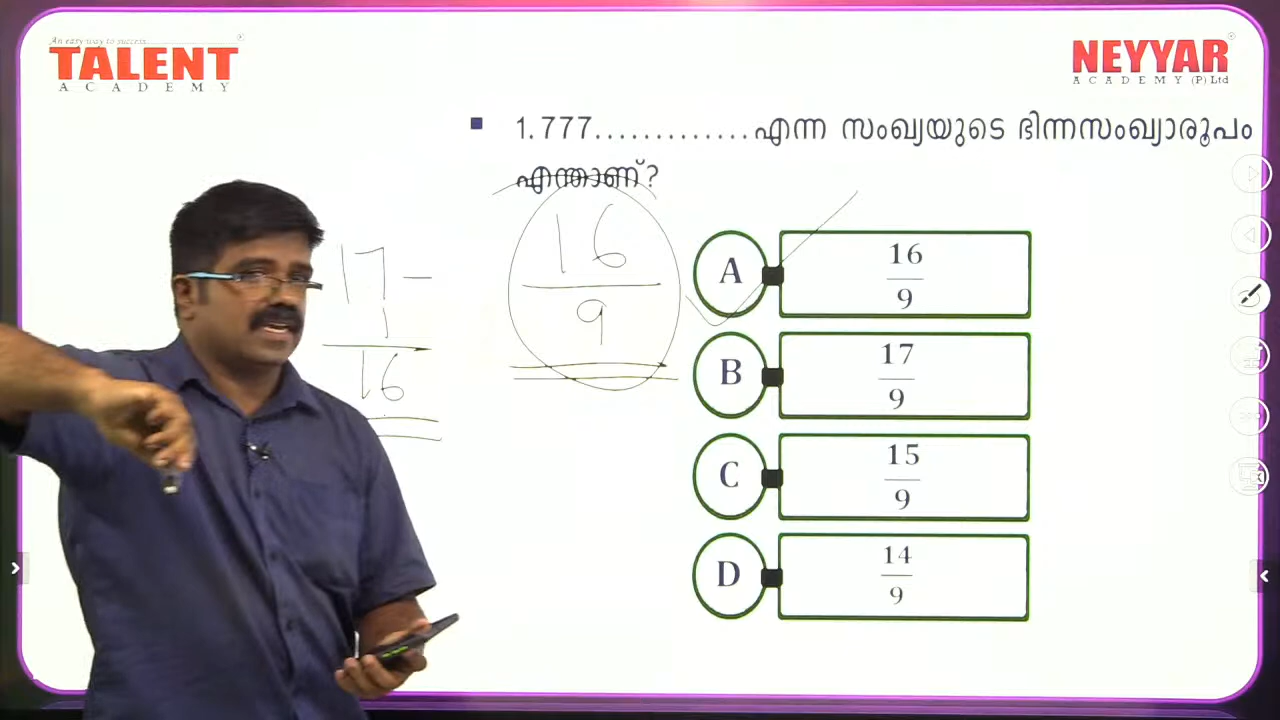 An easy way to success...
TALENT
ACADEMY
NEYYAR
ACADEMY (P) Ltd
1.777.............എന്ന സംഖ്യയുടെ ഭിന്നസംഖ്യാരൂപം
എന്താണ്?
17 -
1
16
16
9
A 16/9
B 17/9
C 15/9
D 14/9